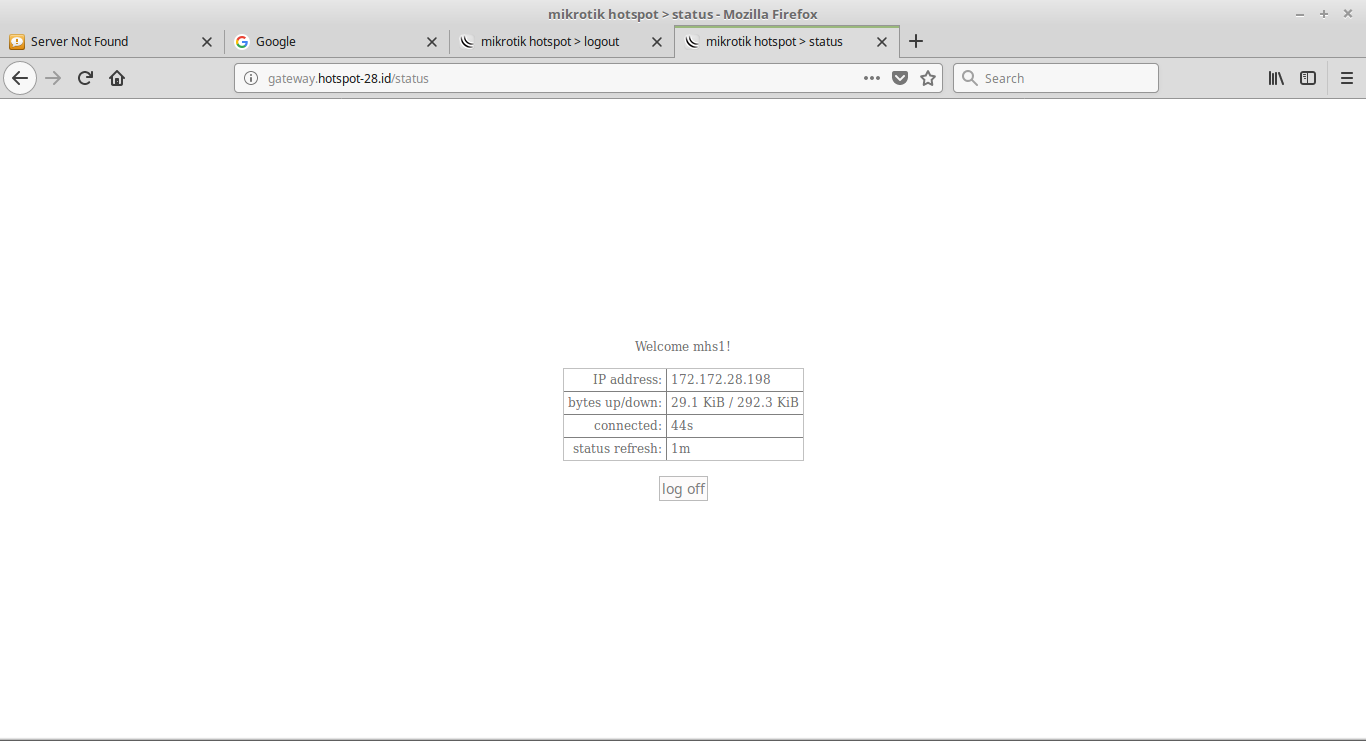 mikrotik hotspot > status - Mozilla Firefox
Server Not Found
Google
mikrotik hotspot > logout
mikrotik hotspot > status
gateway.hotspot-28.id/status
Search
Welcome mhs1!
IP address: 172.172.28.198
bytes up/down: 29.1 KiB / 292.3 KiB
connected: 44s
status refresh: 1m
log off